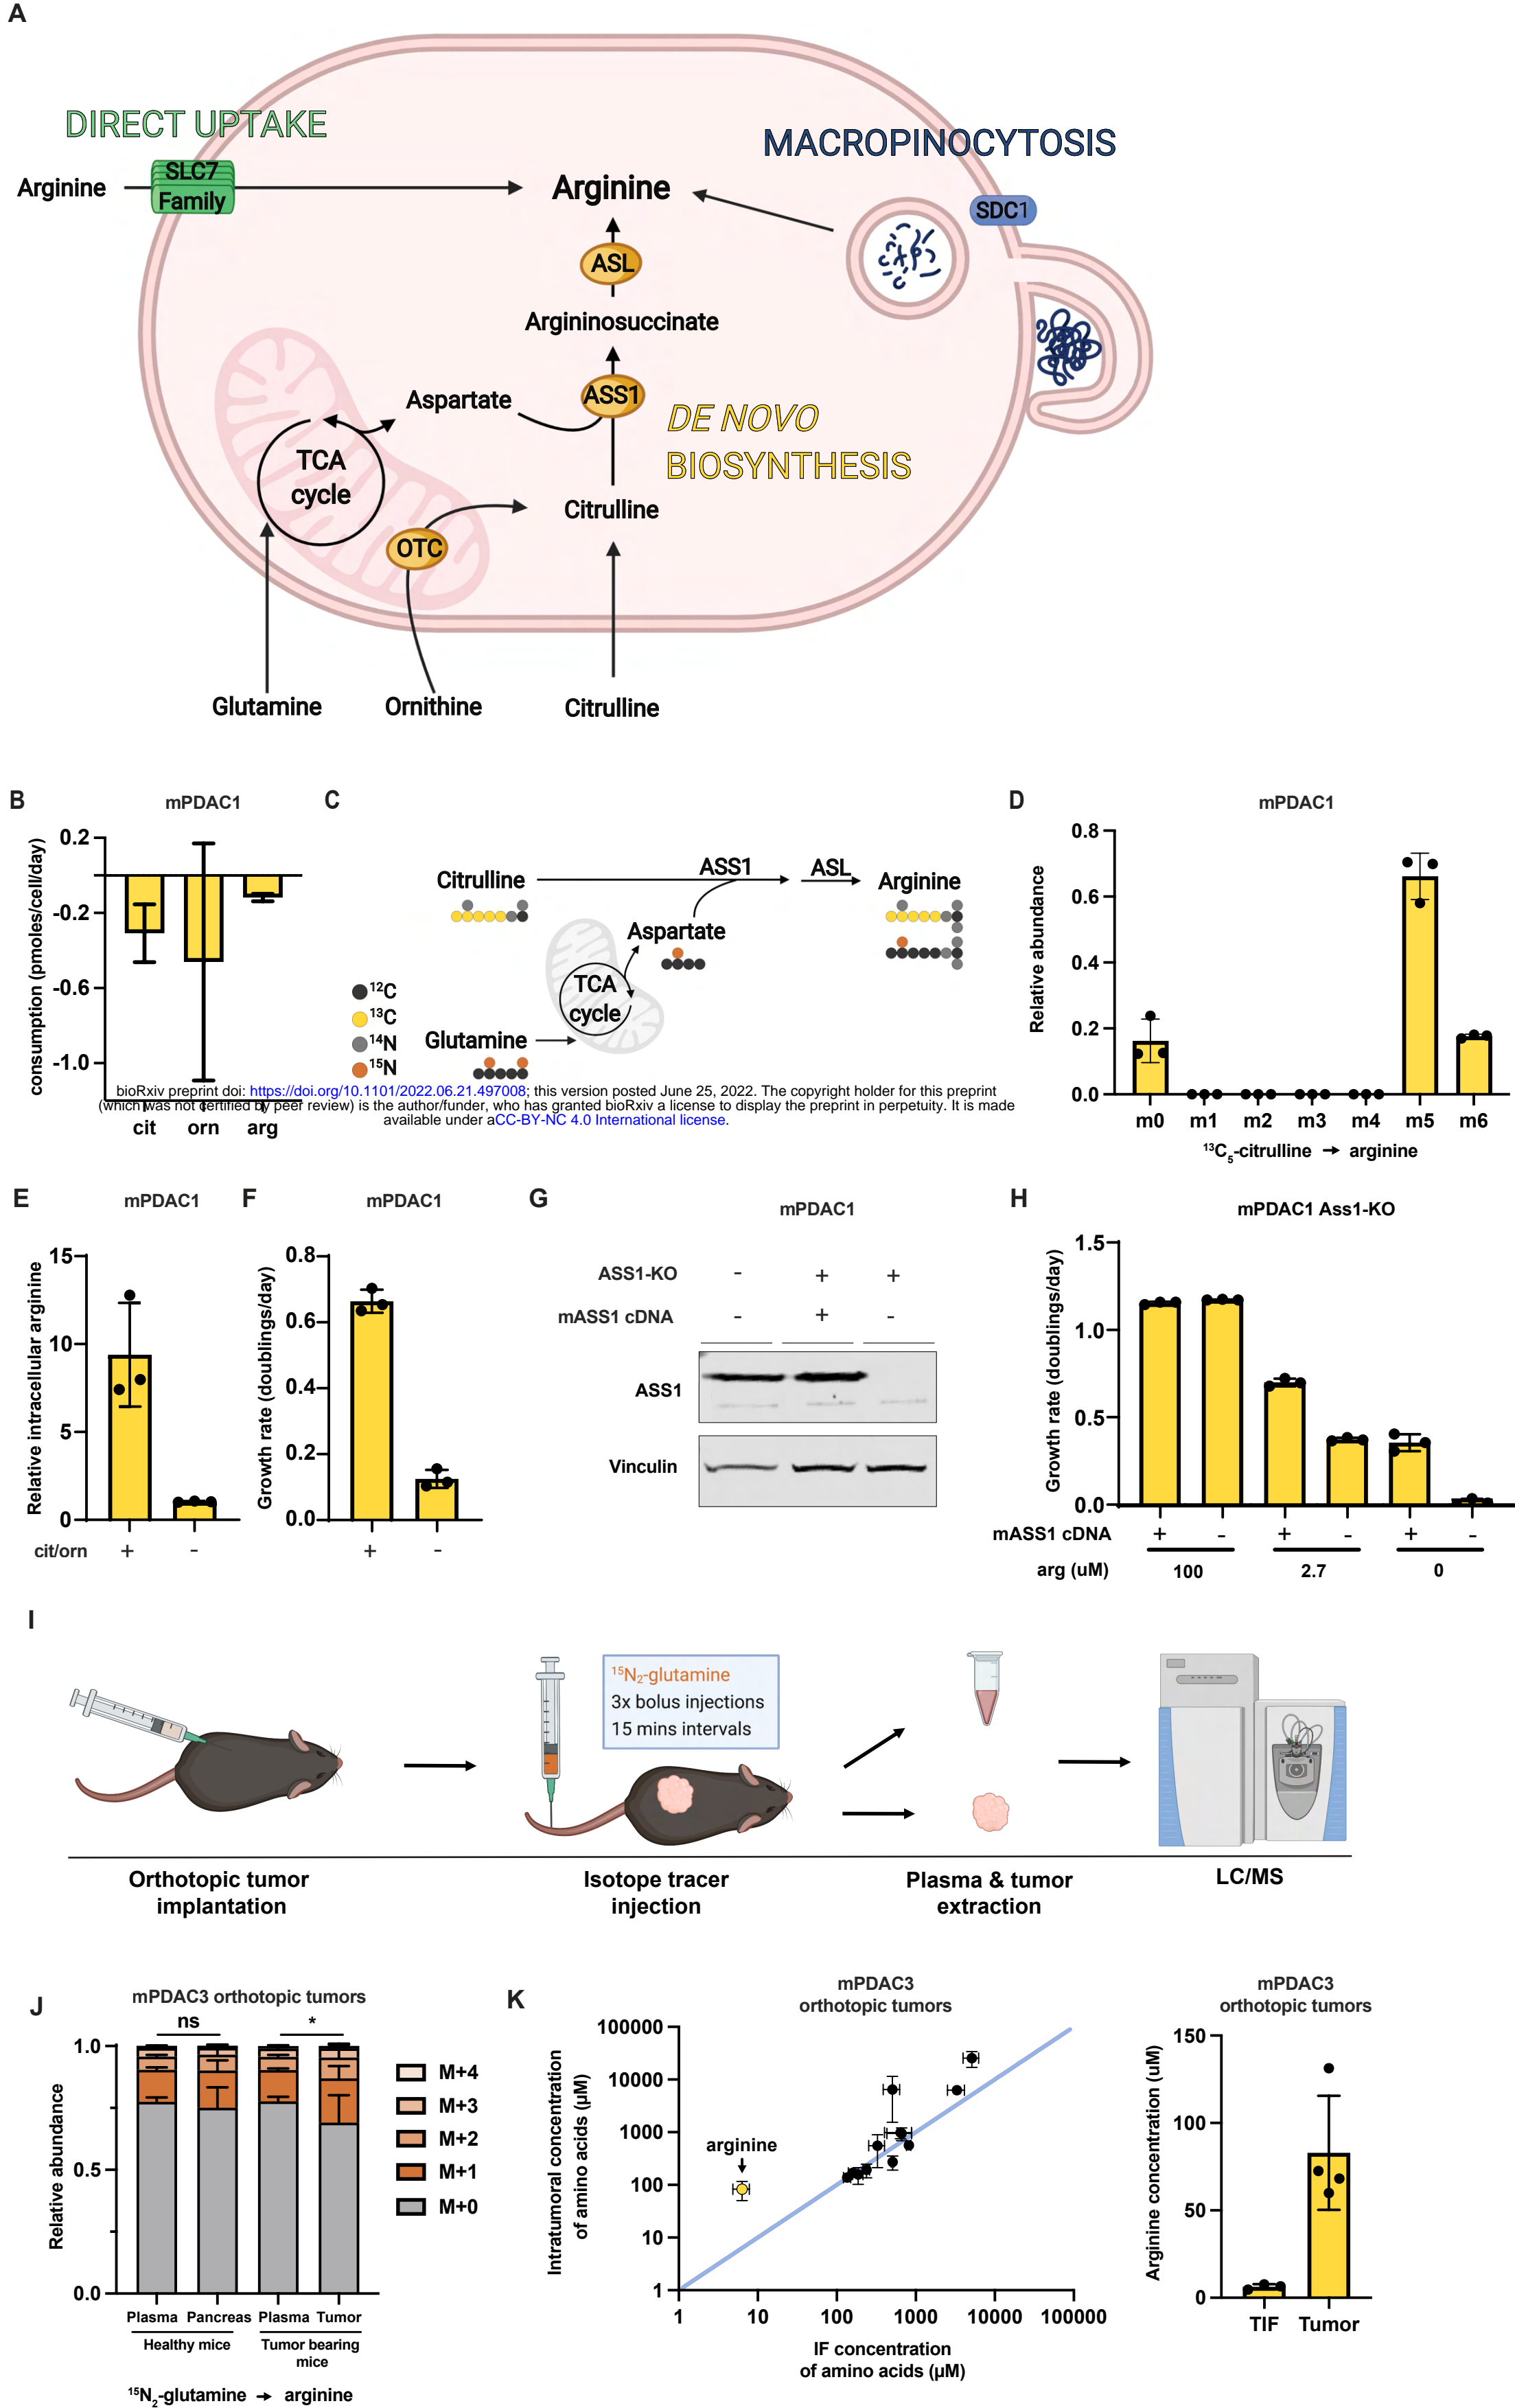 A
DIRECT UPTAKE
MACROPINOCYTOSIS
Arginine
SLC7
Family
Arginine
SDC1
ASL
Argininosuccinate
ASS1
Aspartate
DE NOVO
BIOSYNTHESIS
TCA
cycle
Citrulline
OTC
Glutamine
Ornithine
Citrulline
B
mPDAC1
consumption (pmoles/cell/day)
0.2
-0.2
-0.6
-1.0
cit orn arg
C
Citrulline
ASS1
ASL
Arginine
Aspartate
TCA
cycle
Glutamine
12C
13C
14N
15N
D
mPDAC1
Relative abundance
0.8
0.6
0.4
0.2
0.0
m0 m1 m2 m3 m4 m5 m6
13C5-citrulline → arginine
bioRxiv preprint doi: https://doi.org/10.1101/2022.06.21.497008; this version posted June 25, 2022. The copyright holder for this preprint
(which was not certified by peer review) is the author/funder, who has granted bioRxiv a license to display the preprint in perpetuity. It is made
available under aCC-BY-NC 4.0 International license.
E
mPDAC1
Relative intracellular arginine
15
10
5
0
cit/orn + -
F
mPDAC1
Growth rate (doublings/day)
0.8
0.6
0.4
0.2
0.0
+ -
G
mPDAC1
ASS1-KO - + +
mASS1 cDNA - + -
ASS1
Vinculin
H
mPDAC1 Ass1-KO
Growth rate (doublings/day)
1.5
1.0
0.5
0.0
mASS1 cDNA + - + - + -
arg (uM) 100 2.7 0
I
15N2-glutamine
3x bolus injections
15 mins intervals
Orthotopic tumor
implantation
Isotope tracer
injection
Plasma & tumor
extraction
LC/MS
J
mPDAC3 orthotopic tumors
ns *
Relative abundance
1.0
0.5
0.0
M+4
M+3
M+2
M+1
M+0
Plasma Pancreas Plasma Tumor
Healthy mice
Tumor bearing
mice
15N2-glutamine → arginine
K
mPDAC3
orthotopic tumors
Intratumoral concentration
of amino acids (µM)
100000
10000
1000
100
10
1
arginine
1 10 100 1000 10000 100000
IF concentration
of amino acids (µM)
mPDAC3
orthotopic tumors
Arginine concentration (uM)
150
100
50
0
TIF Tumor